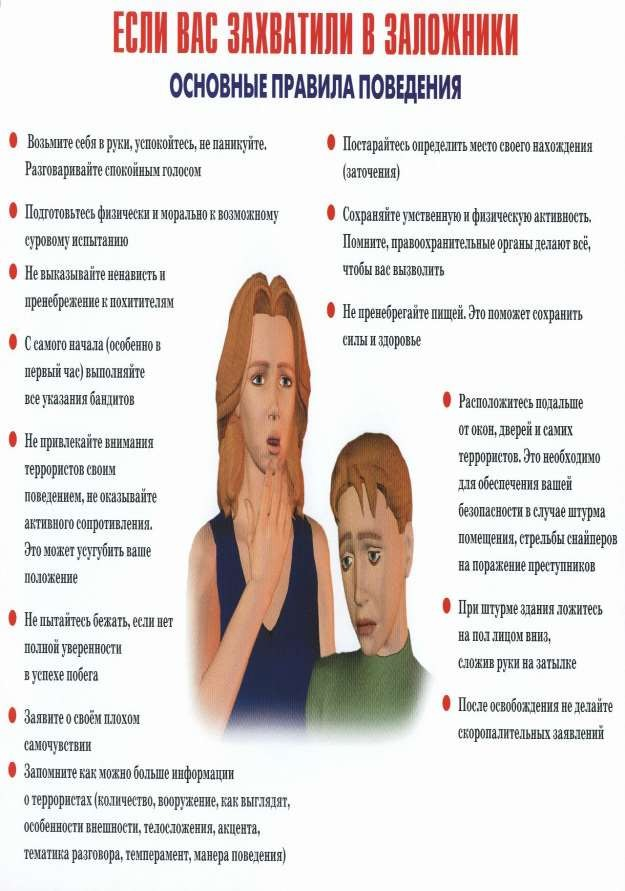 ЕСЛИ ВАС ЗАХВАТИЛИ В ЗАЛОЖНИКИ
ОСНОВНЫЕ ПРАВИЛА ПОВЕДЕНИЯ
Возьмите себя в руки, успокойтесь, не паникуйте.
Разговаривайте спокойным голосом
Подготовьтесь физически и морально к возможному
суровому испытанию
Не выказывайте ненависть и
пренебрежение к похитителям
С самого начала (особенно в
первый час) выполняйте
все указания бандитов
Не привлекайте внимания
террористов своим
поведением, не оказывайте
активного сопротивления.
Это может усугубить ваше
положение
Не пытайтесь бежать, если нет
полной уверенности
в успехе побега
Заявите о своём плохом
самочувствии
Запомните как можно больше информации
о террористах (количество, вооружение, как выглядят,
особенности внешности, телосложения, акцента,
тематика разговора, темперамент, манера поведения)
Постарайтесь определить место своего нахождения
(заточения)
Сохраняйте умственную и физическую активность.
Помните, правоохранительные органы делают всё,
чтобы вас вызволить
Не пренебрегайте пищей. Это поможет сохранить
силы и здоровье
Расположитесь подальше
от окон, дверей и самих
террористов. Это необходимо
для обеспечения вашей
безопасности в случае штурма
помещения, стрельбы снайперов
на поражение преступников
При штурме здания ложитесь
на пол лицом вниз,
сложив руки на затылке
После освобождения не делайте
скоропалительных заявлений